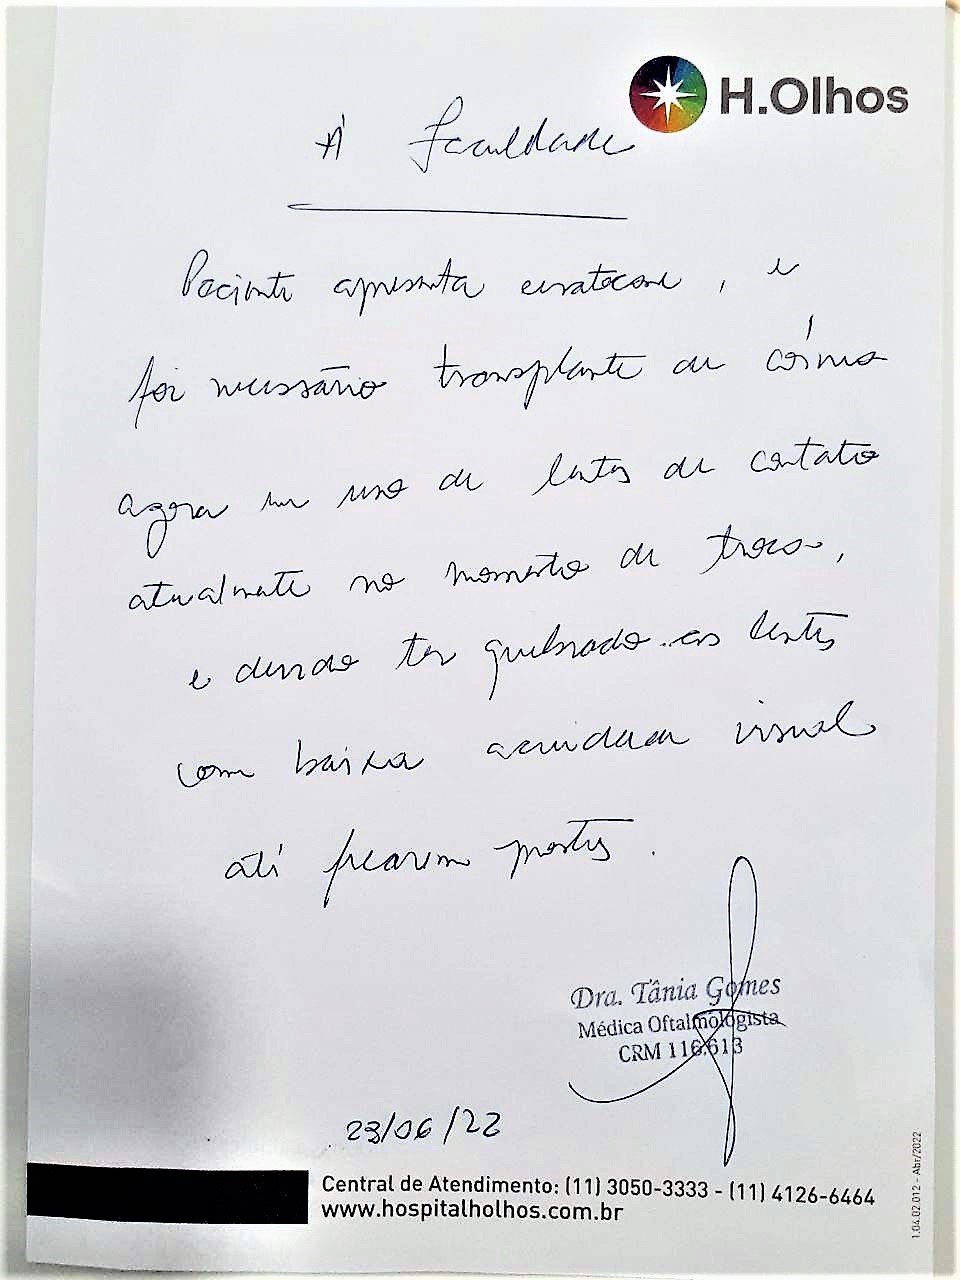 H.Olhos
À Faculdade
Paciente apresenta ceratocone, e
foi necessário transplante de córnea
agora em uso de lentes de contato
atualmente no momento de troca,
e devido ter quebrado as lentes
com baixa acuidade visual
até ficarem prontas.
Dra. Tânia Gomes
Médica Oftalmologista
CRM 116.613
23/06/22
Central de Atendimento: (11) 3050-3333 - (11) 4126-6464
www.hospitalholhos.com.br
1.04.02.012 - Abr/2022